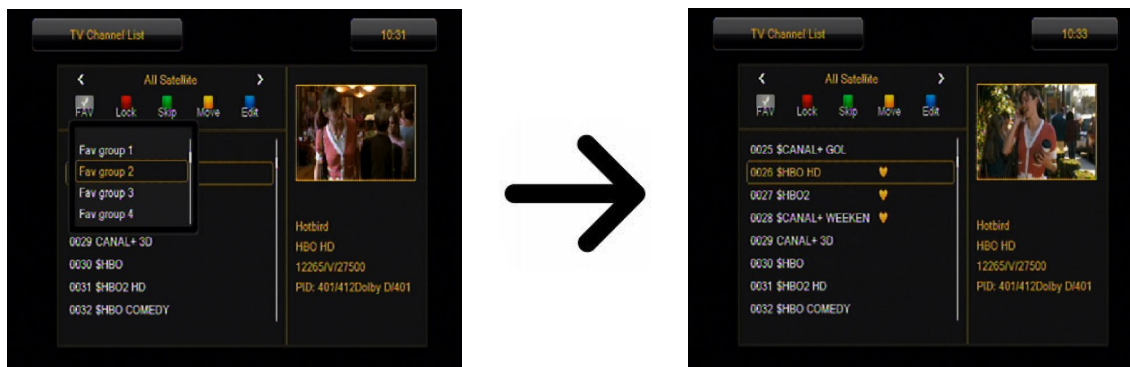 TV Channel List
10:31
All Satellite
FAV Lock Skip Move Edit
Fav group 1
Fav group 2
Fav group 3
Fav group 4
0029 CANAL+ 3D
0030 $HBO
0031 $HBO2 HD
0032 $HBO COMEDY
Hotbird
HBO HD
12265/V/27500
PID: 401/412Dolby D/401
TV Channel List
10:33
All Satellite
FAV Lock Skip Move Edit
0025 $CANAL+ GOL
0026 $HBO HD
0027 $HBO2
0028 $CANAL+ WEEKEN
0029 CANAL+ 3D
0030 $HBO
0031 $HBO2 HD
0032 $HBO COMEDY
Hotbird
HBO HD
12265/V/27500
PID: 401/412Dolby D/401